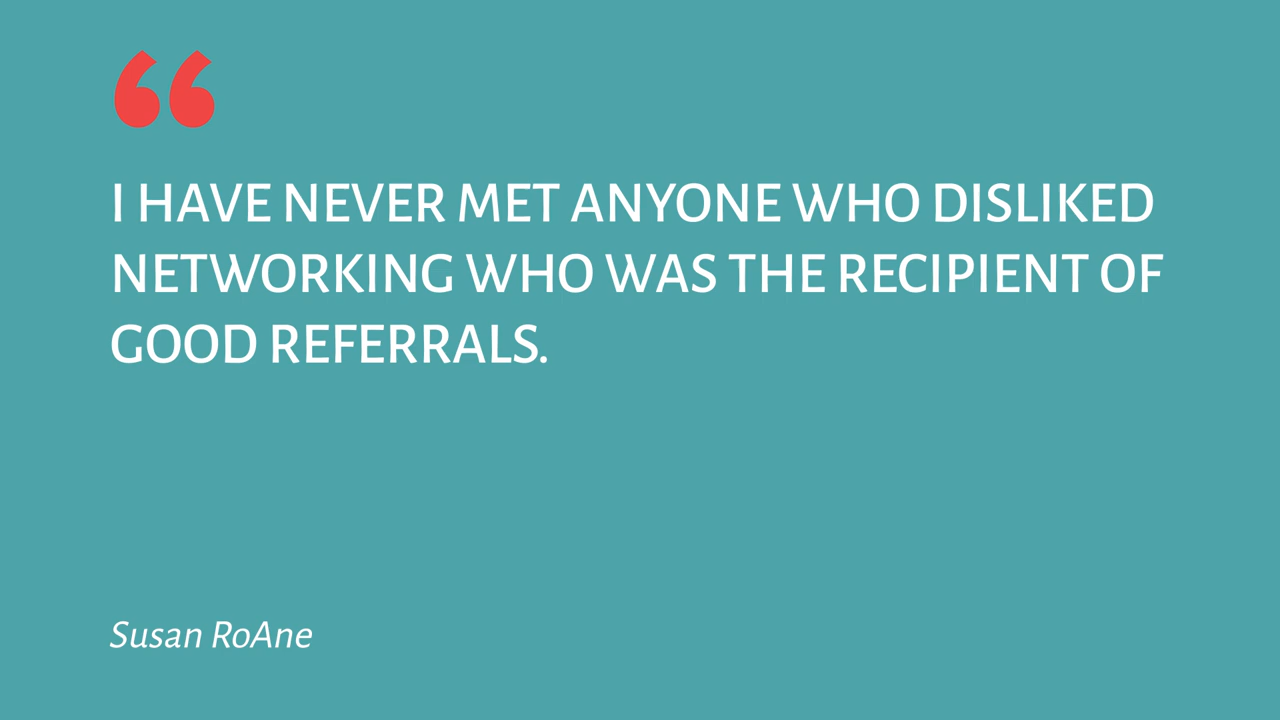 “
I HAVE NEVER MET ANYONE WHO DISLIKED
NETWORKING WHO WAS THE RECIPIENT OF
GOOD REFERRALS.
Susan RoAne